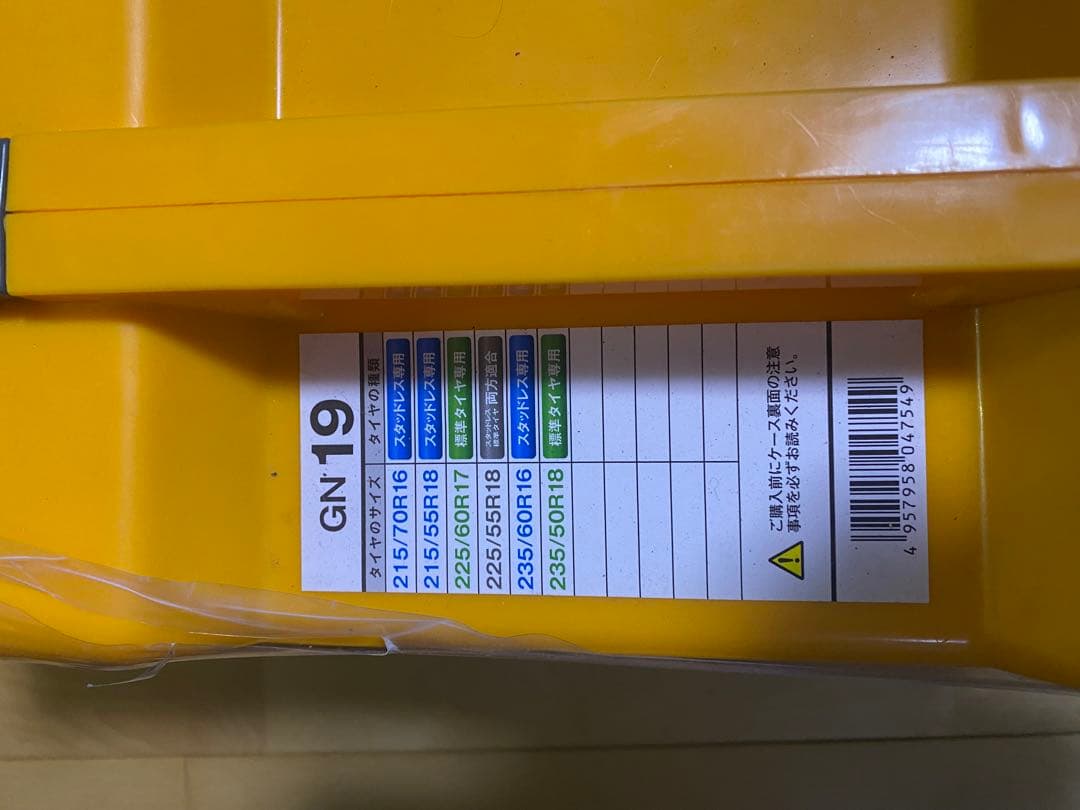 GN 19
タイヤのサイズ タイヤの種類
215/70R16 スタッドレス専用
215/55R18 スタッドレス専用
225/60R17 標準タイヤ専用
225/55R18 スタッドレス 標準タイヤ 両方適合
235/60R16 スタッドレス専用
235/50R18 標準タイヤ専用
ご購入前にケース裏面の注意
事項を必ずお読みください。
4 957958 047549